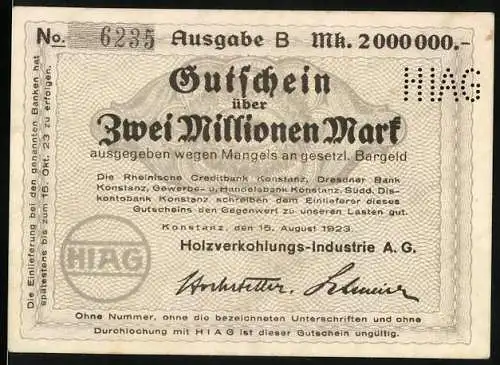 No. 6235 Ausgabe B Mk. 2000000.-
HIAG
Gutschein
über
Zwei Millionen Mark
ausgegeben wegen Mangels an gesetzl. Bargeld
Die Rheinische Creditbank Konstanz, Dresdner Bank
Konstanz, Gewerbe- u. Handelsbank Konstanz, Südd. Dis-
kontobank Konstanz schreiben dem Einlieferer dieses
Gutscheins den Gegenwert zu unseren Lasten gut.
Konstanz, den 15. August 1923.
Holzverkohlungs-Industrie A. G.
HIAG
Ohne Nummer, ohne die bezeichneten Unterschriften und ohne
Durchlochung mit HIAG ist dieser Gutschein ungültig.
Die Einlieferung bei den genannten Banken hat
spätestens bis zum 15. Okt. 23 zu erfolgen.